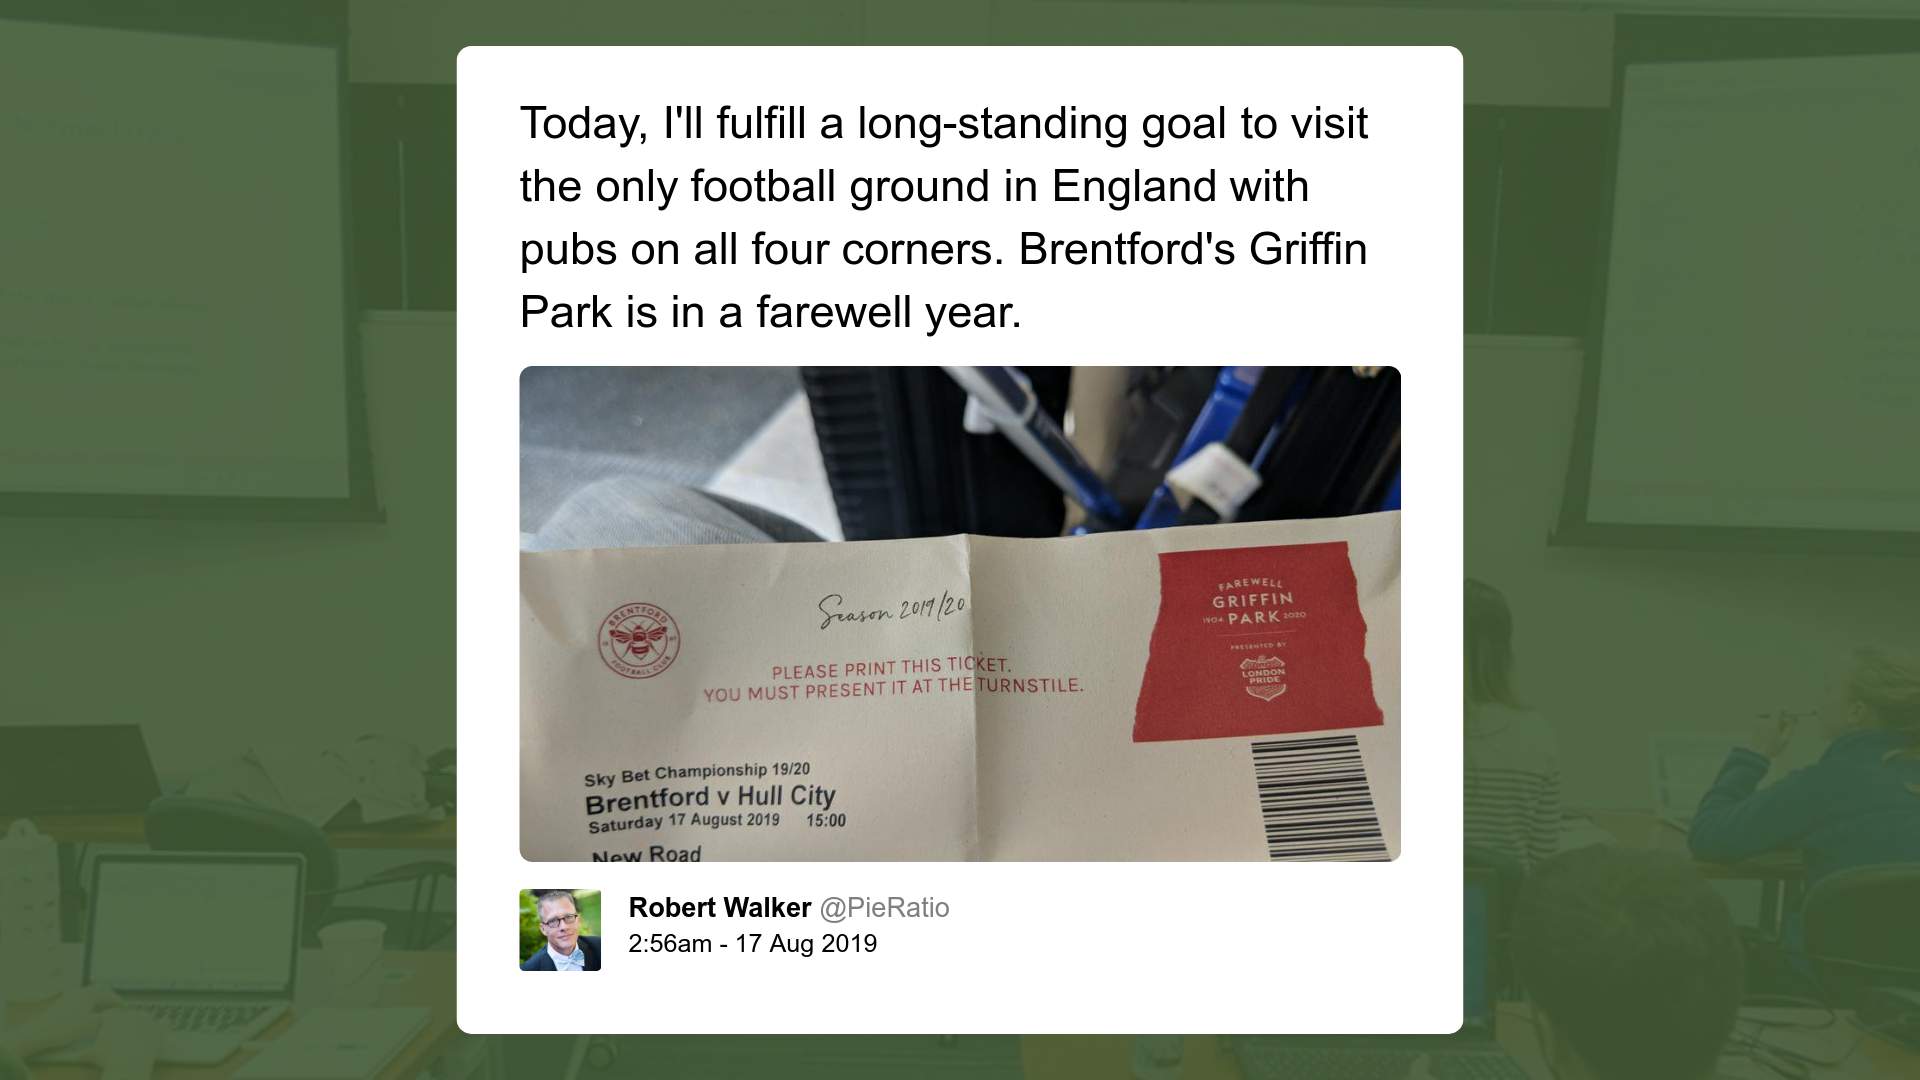 Today, I'll fulfill a long-standing goal to visit
the only football ground in England with
pubs on all four corners. Brentford's Griffin
Park is in a farewell year.
BRENTFORD
FOOTBALL CLUB
Season 2019/20
PLEASE PRINT THIS TICKET.
YOU MUST PRESENT IT AT THE TURNSTILE.
FAREWELL
GRIFFIN
1904 PARK 2020
PRESENTED BY
LONDON
PRIDE
Sky Bet Championship 19/20
Brentford v Hull City
Saturday 17 August 2019 15:00
New Road
Robert Walker @PieRatio
2:56am - 17 Aug 2019